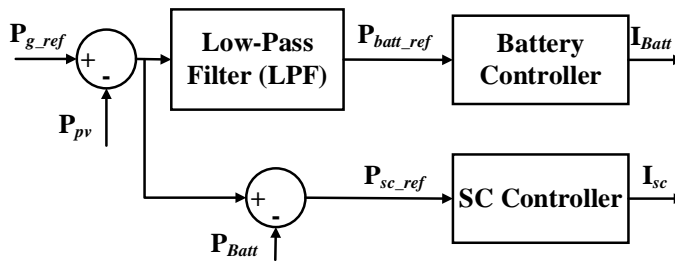 P_g_ref
+
-
P_pv
Low-Pass
Filter (LPF)
P_batt_ref
Battery
Controller
I_Batt
+
-
P_Batt
P_sc_ref
SC Controller
I_sc